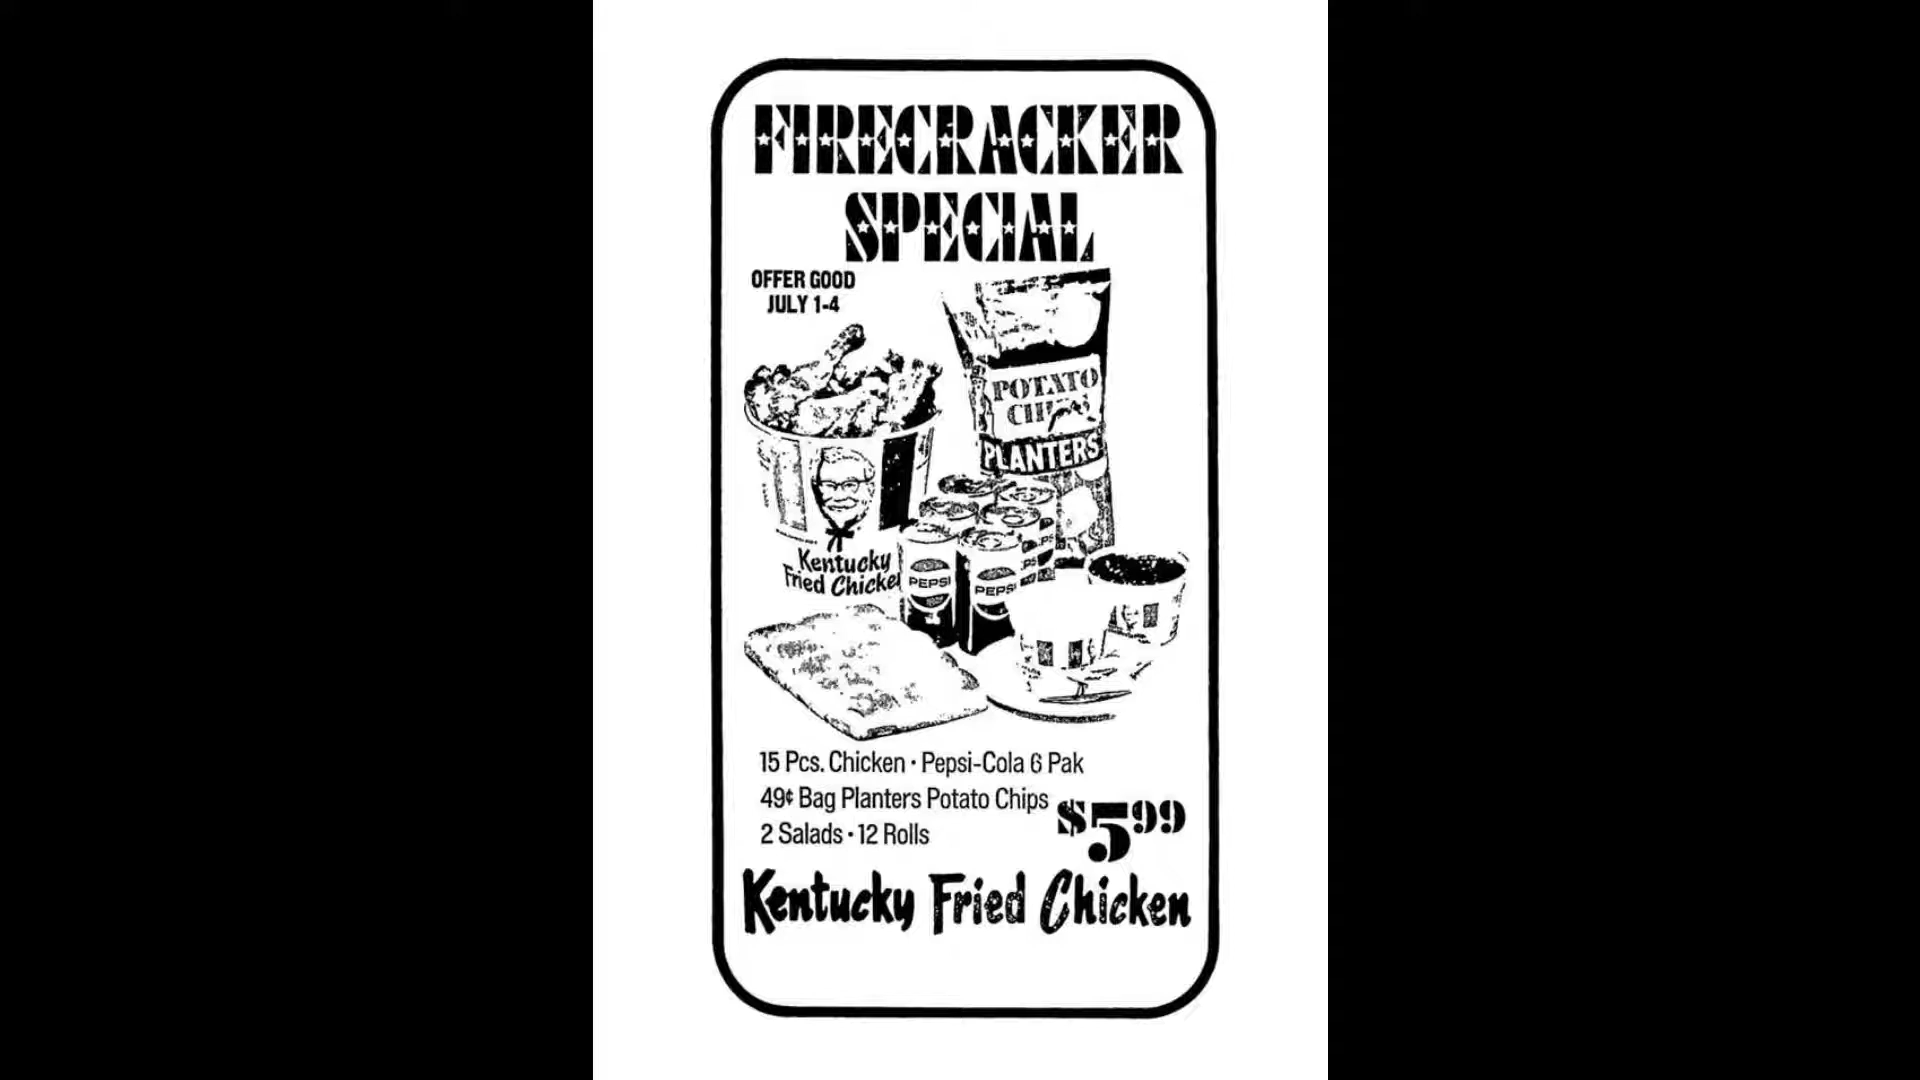 FIRECRACKER
SPECIAL
OFFER GOOD
JULY 1-4
POTATO
CHIPS
PLANTERS
Kentucky
Fried Chicken
PEPSI
PEPSI
15 Pcs. Chicken · Pepsi-Cola 6 Pak
49¢ Bag Planters Potato Chips
2 Salads · 12 Rolls
$5.99
Kentucky Fried Chicken